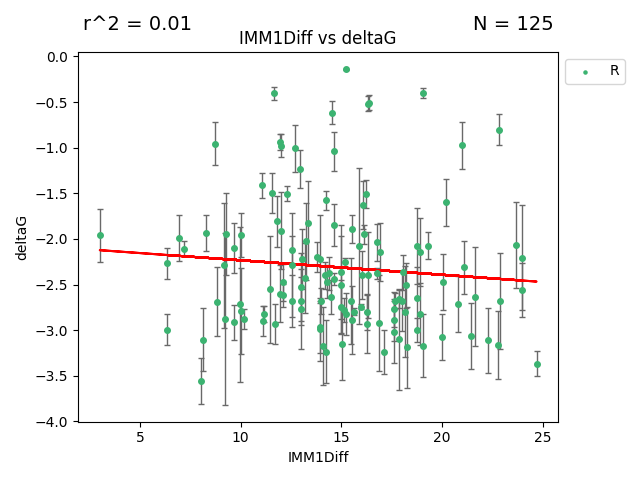 r^2 = 0.01
N = 125
IMM1Diff vs deltaG
R
deltaG
0.0
−0.5
−1.0
−1.5
−2.0
−2.5
−3.0
−3.5
−4.0
5 10 15 20 25
IMM1Diff